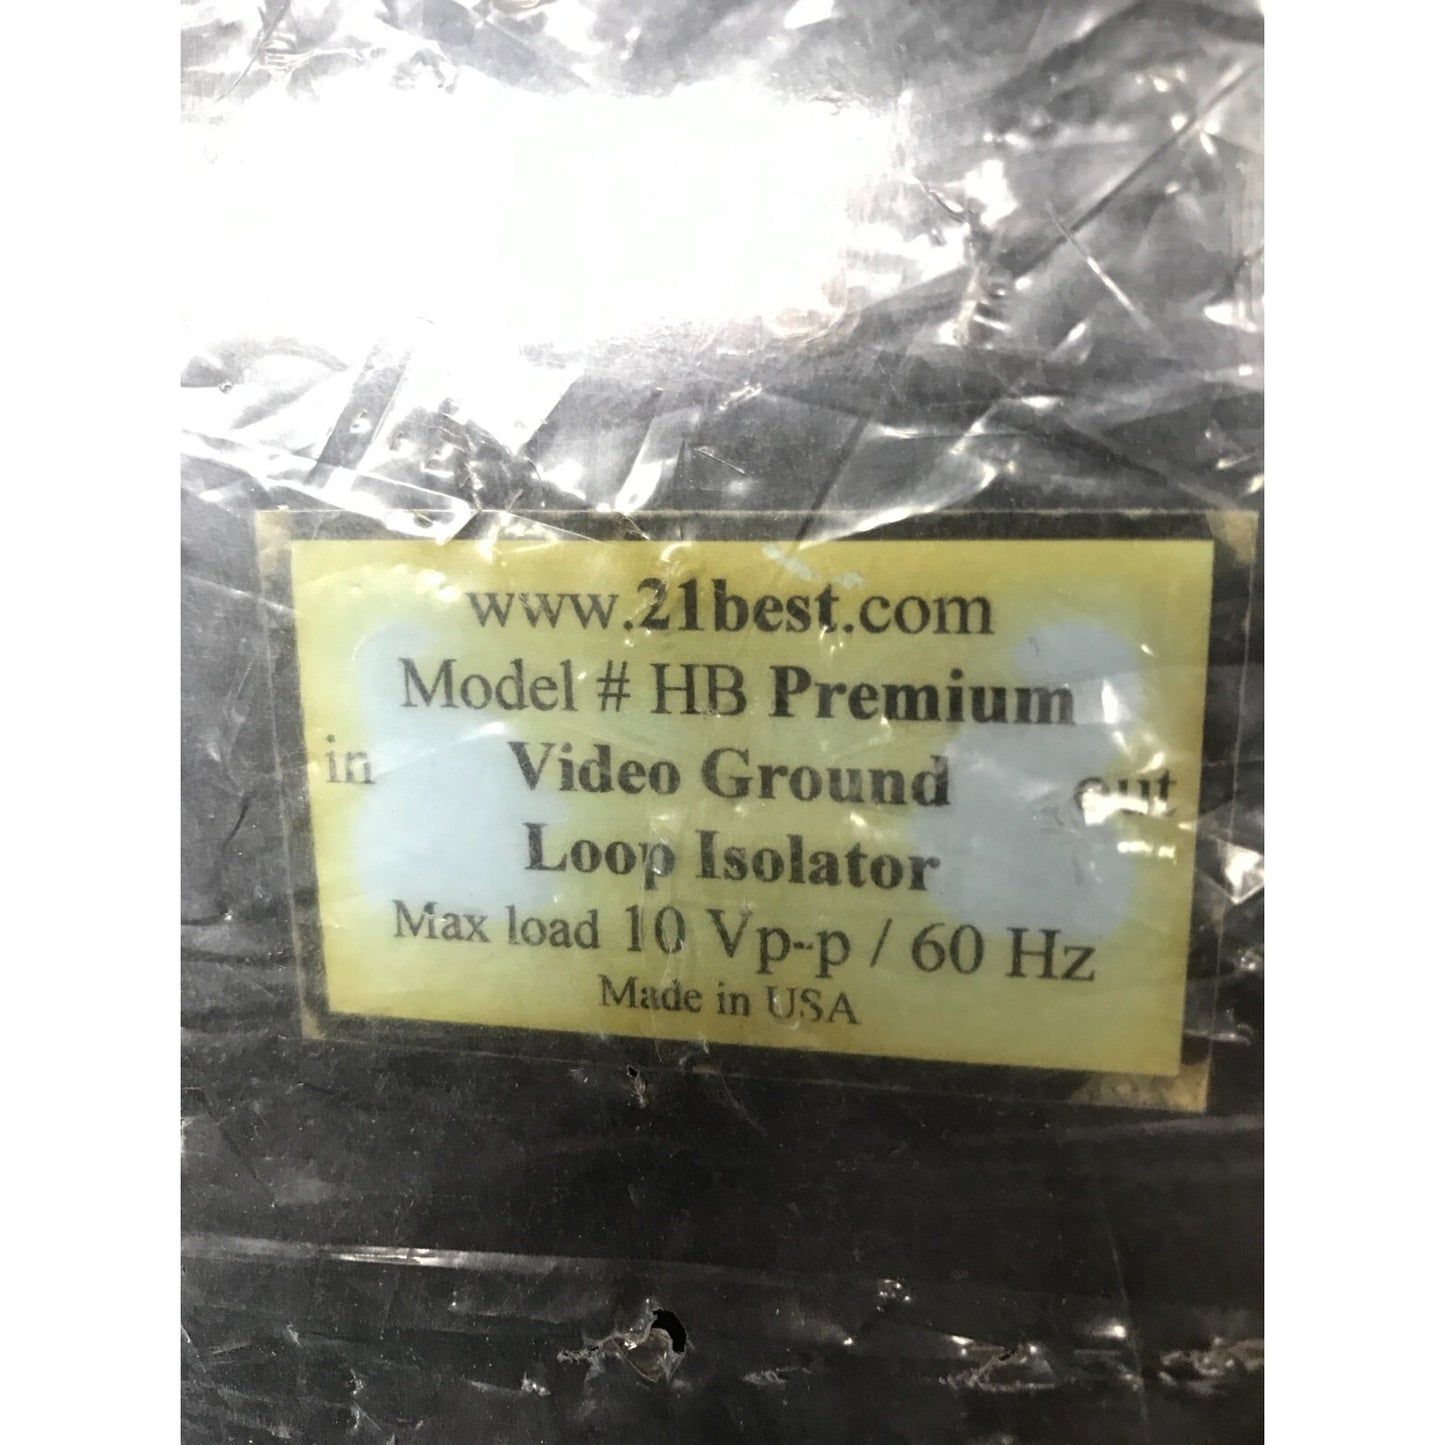 www.21best.com
Model # HB Premium
in Video Ground out
Loop Isolator
Max load 10 Vp-p / 60 Hz
Made in USA